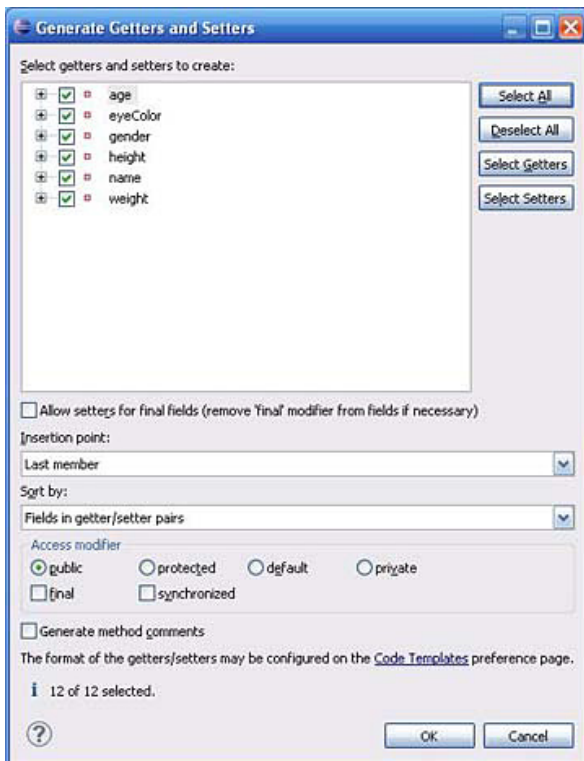 Generate Getters and Setters
Select getters and setters to create:
age
eyeColor
gender
height
name
weight
Select All
Deselect All
Select Getters
Select Setters
Allow setters for final fields (remove 'final' modifier from fields if necessary)
Insertion point:
Last member
Sort by:
Fields in getter/setter pairs
Access modifier
public protected default private
final synchronized
Generate method comments
The format of the getters/setters may be configured on the Code Templates preference page.
i 12 of 12 selected.
? OK Cancel